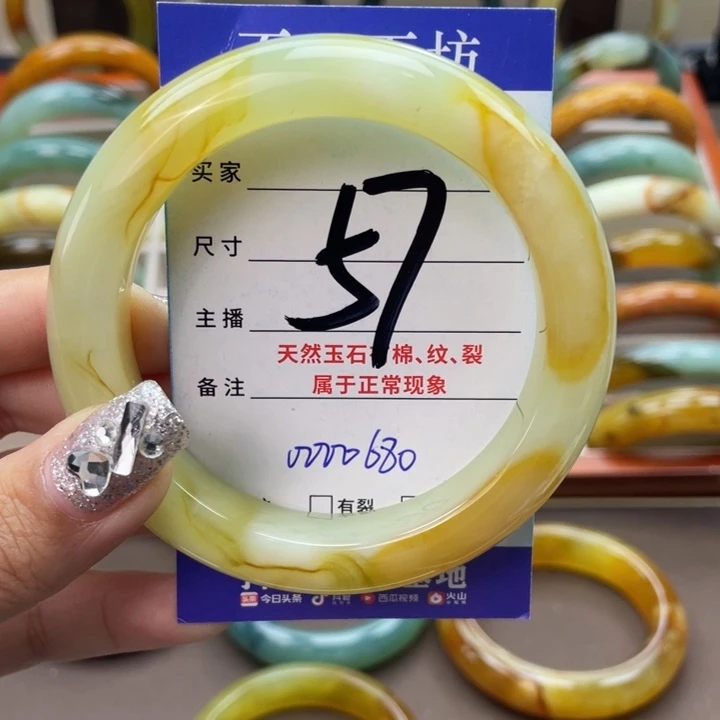 买家
57
尺寸
主播
天然玉石有棉、纹、裂
备注
属于正常现象
0000680
有裂
今日头条 西瓜视频 火山